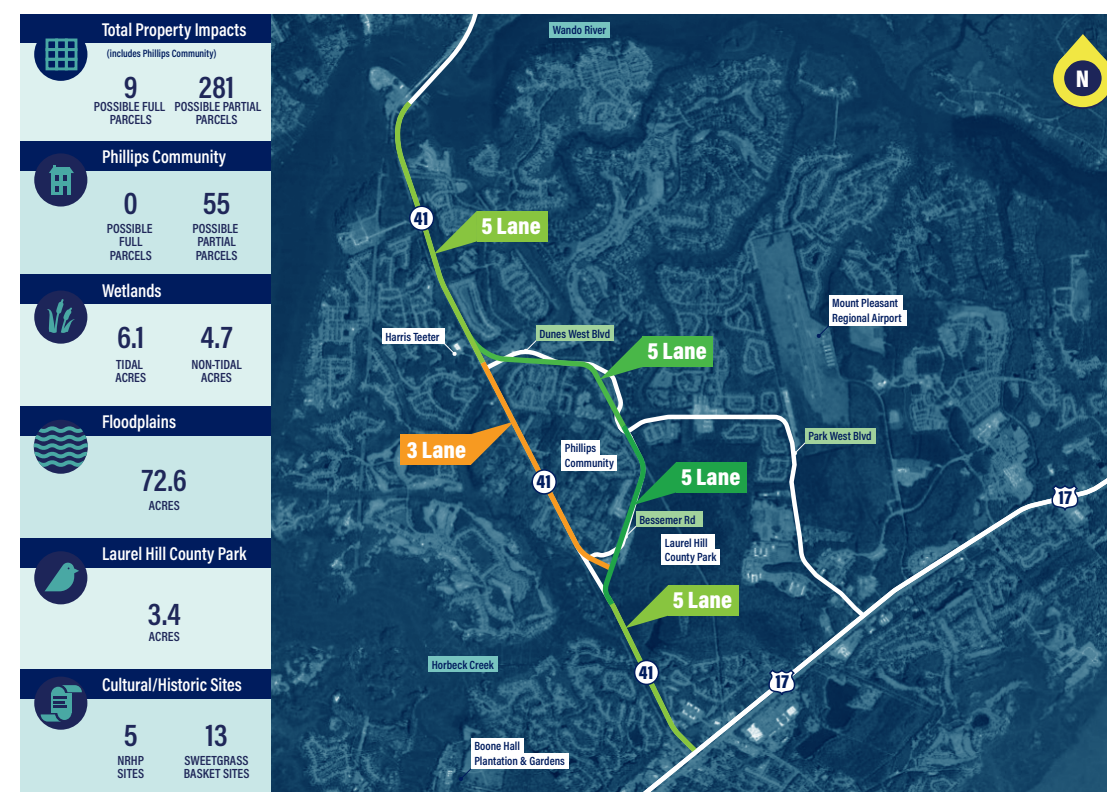 Total Property Impacts
(includes Phillips Community)
9
POSSIBLE FULL
PARCELS
281
POSSIBLE PARTIAL
PARCELS
Phillips Community
0
POSSIBLE
FULL
PARCELS
55
POSSIBLE
PARTIAL
PARCELS
Wetlands
6.1
TIDAL
ACRES
4.7
NON-TIDAL
ACRES
Floodplains
72.6
ACRES
Laurel Hill County Park
3.4
ACRES
Cultural/Historic Sites
5
NRHP
SITES
13
SWEETGRASS
BASKET SITES
Wando River
N
41
5 Lane
Mount Pleasant
Regional Airport
Harris Teeter
Dunes West Blvd
5 Lane
3 Lane
Phillips
Community
Park West Blvd
41
5 Lane
17
Bessemer Rd
Laurel Hill
County Park
5 Lane
Horbeck Creek
41
17
Boone Hall
Plantation & Gardens